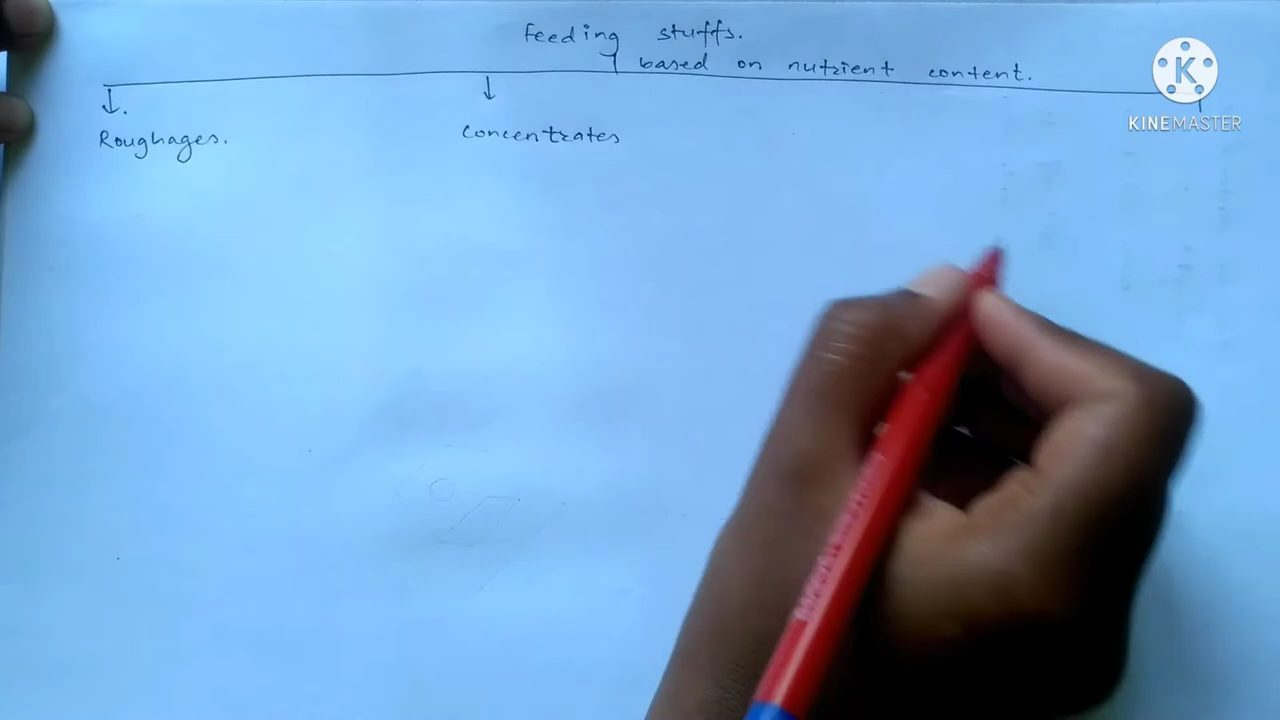 Feeding stuffs.
based on nutrient content.
Roughages.
Concentrates
K
KINEMASTER